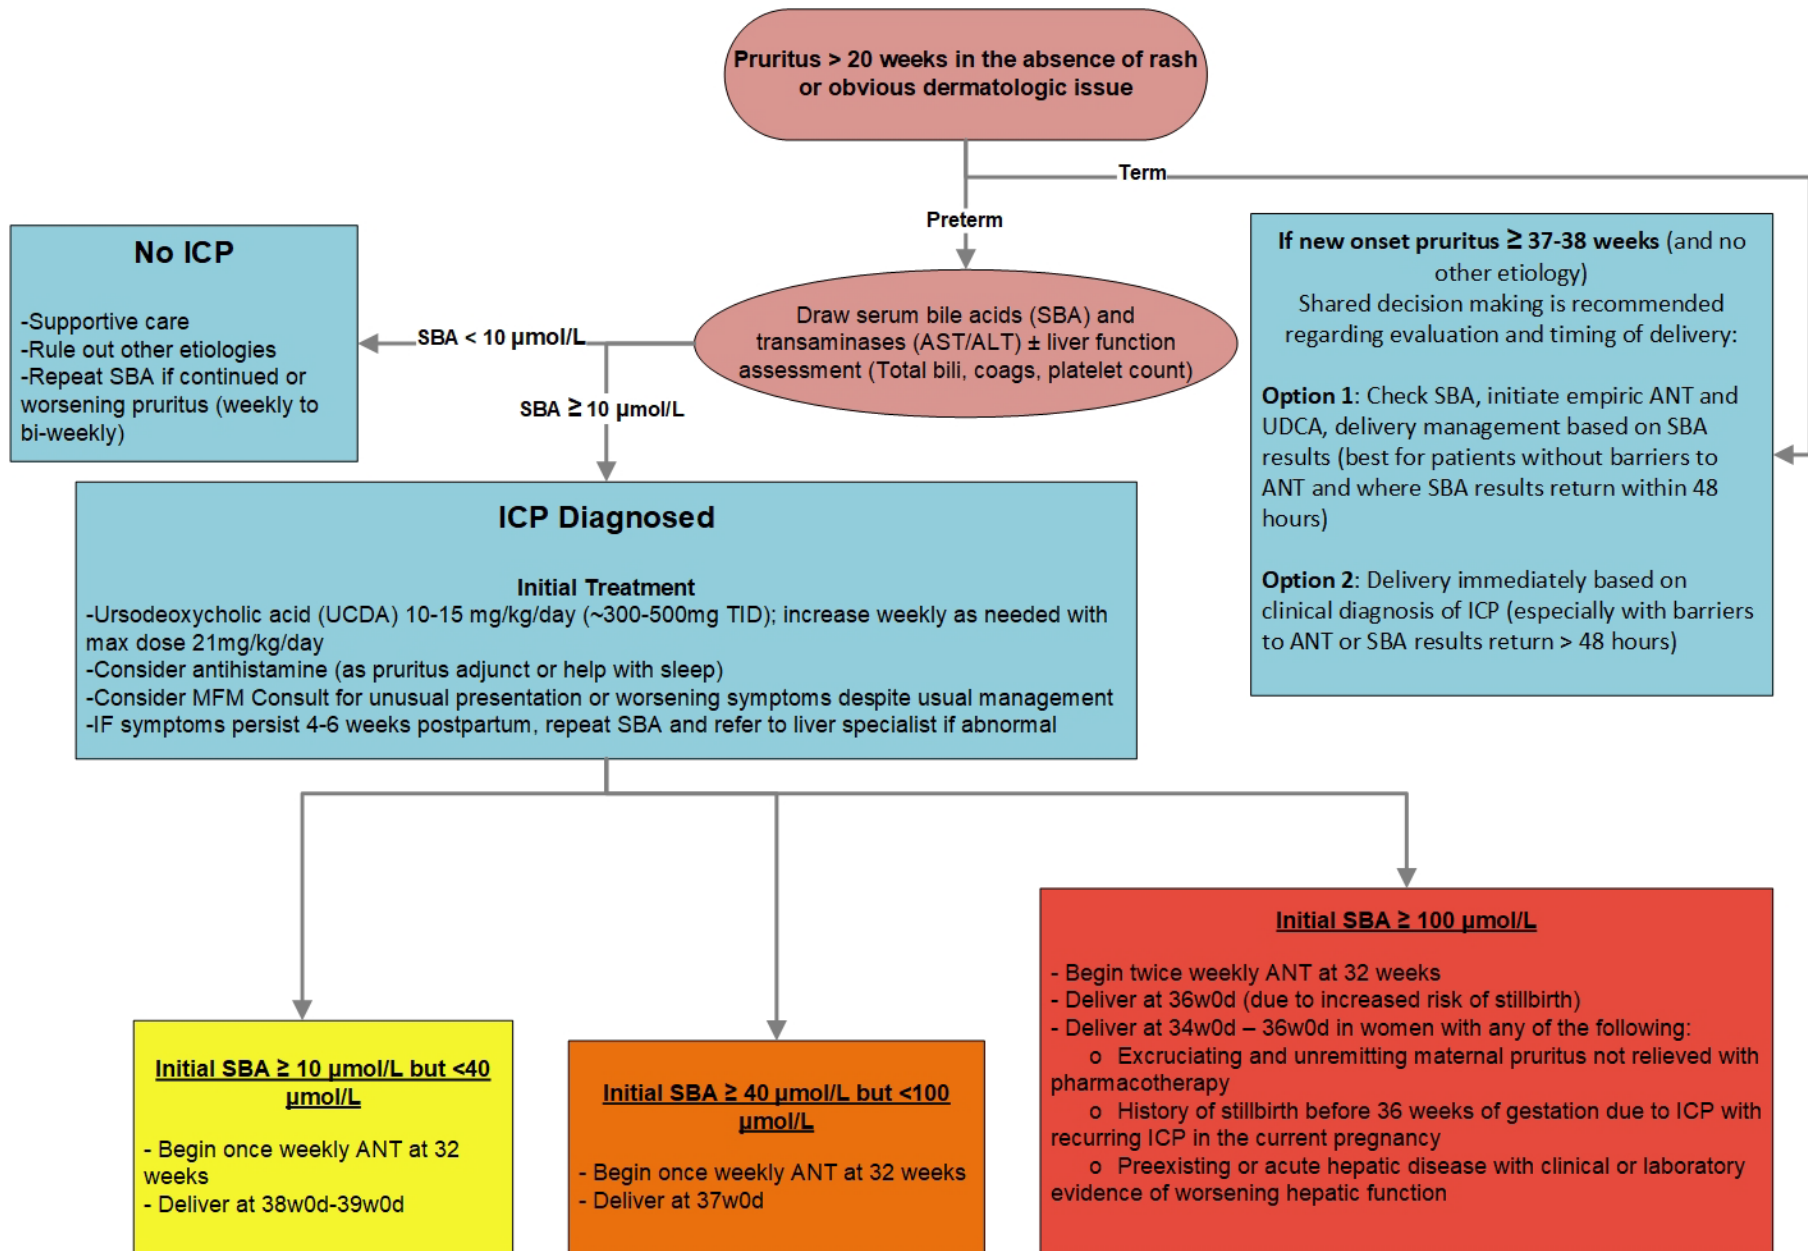 Pruritus > 20 weeks in the absence of rash
or obvious dermatologic issue
Term
Preterm
No ICP
-Supportive care
-Rule out other etiologies
-Repeat SBA if continued or
worsening pruritus (weekly to
bi-weekly)
SBA < 10 µmol/L
SBA ≥ 10 µmol/L
Draw serum bile acids (SBA) and
transaminases (AST/ALT) ± liver function
assessment (Total bili, coags, platelet count)
If new onset pruritus ≥ 37-38 weeks (and no
other etiology)
Shared decision making is recommended
regarding evaluation and timing of delivery:
Option 1: Check SBA, initiate empiric ANT and
UDCA, delivery management based on SBA
results (best for patients without barriers to
ANT and where SBA results return within 48
hours)
Option 2: Delivery immediately based on
clinical diagnosis of ICP (especially with barriers
to ANT or SBA results return > 48 hours)
ICP Diagnosed
Initial Treatment
-Ursodeoxycholic acid (UCDA) 10-15 mg/kg/day (~300-500mg TID); increase weekly as needed with
max dose 21mg/kg/day
-Consider antihistamine (as pruritus adjunct or help with sleep)
-Consider MFM Consult for unusual presentation or worsening symptoms despite usual management
-IF symptoms persist 4-6 weeks postpartum, repeat SBA and refer to liver specialist if abnormal
Initial SBA ≥ 10 µmol/L but <40
µmol/L
- Begin once weekly ANT at 32
weeks
- Deliver at 38w0d-39w0d
Initial SBA ≥ 40 µmol/L but <100
µmol/L
- Begin once weekly ANT at 32 weeks
- Deliver at 37w0d
Initial SBA ≥ 100 µmol/L
- Begin twice weekly ANT at 32 weeks
- Deliver at 36w0d (due to increased risk of stillbirth)
- Deliver at 34w0d – 36w0d in women with any of the following:
o Excruciating and unremitting maternal pruritus not relieved with
pharmacotherapy
o History of stillbirth before 36 weeks of gestation due to ICP with
recurring ICP in the current pregnancy
o Preexisting or acute hepatic disease with clinical or laboratory
evidence of worsening hepatic function